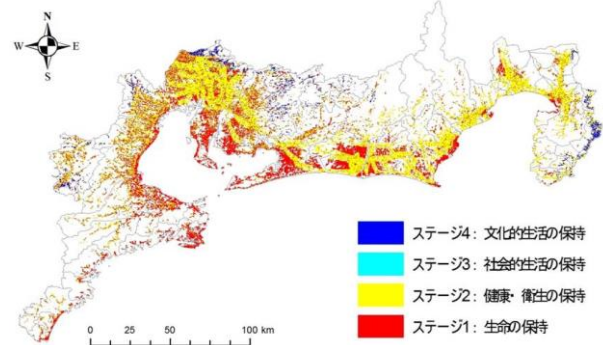 N
W E
S
ステージ4： 文化的生活の保持
ステージ3： 社会的生活の保持
ステージ2： 健康・衛生の保持
ステージ1： 生命の保持
0 25 50 100 km